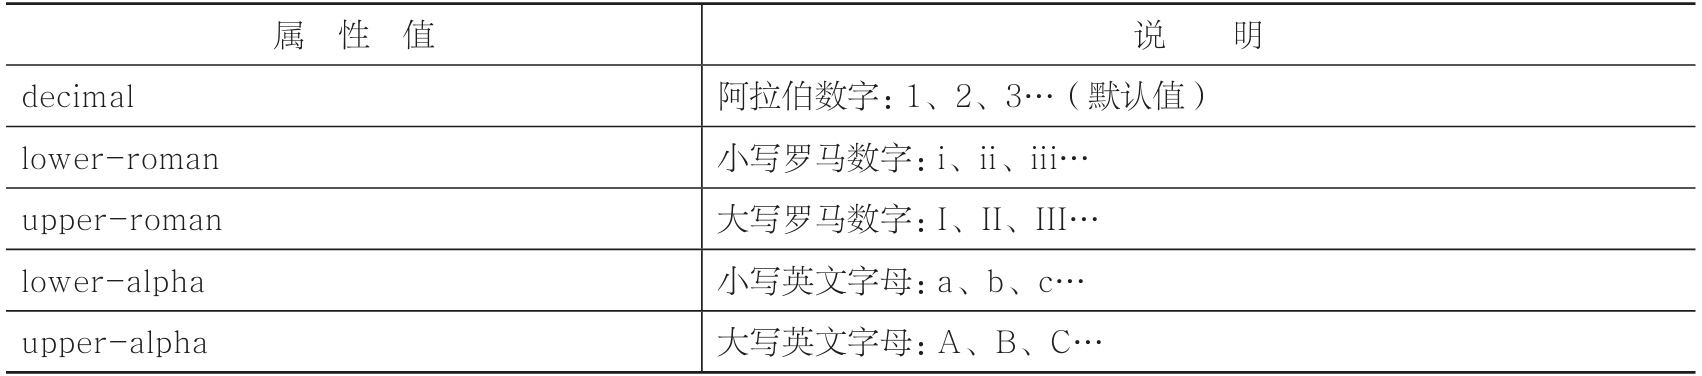 属 性 值 说 明
decimal 阿拉伯数字：1、2、3…（默认值）
lower-roman 小写罗马数字：i、ii、iii…
upper-roman 大写罗马数字：I、II、III…
lower-alpha 小写英文字母：a、b、c…
upper-alpha 大写英文字母：A、B、C…